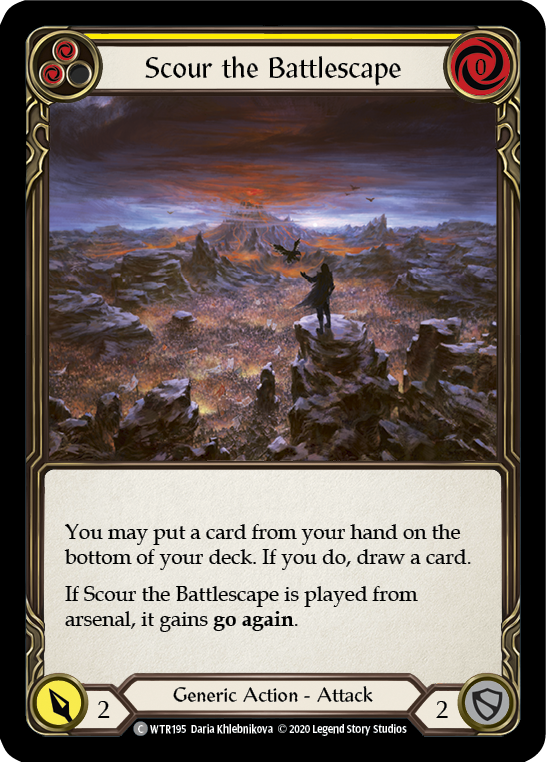 Scour the Battlescape
0
You may put a card from your hand on the
bottom of your deck. If you do, draw a card.
If Scour the Battlescape is played from
arsenal, it gains go again.
2
Generic Action - Attack
2
C WTR195 Daria Khlebnikova © 2020 Legend Story Studios